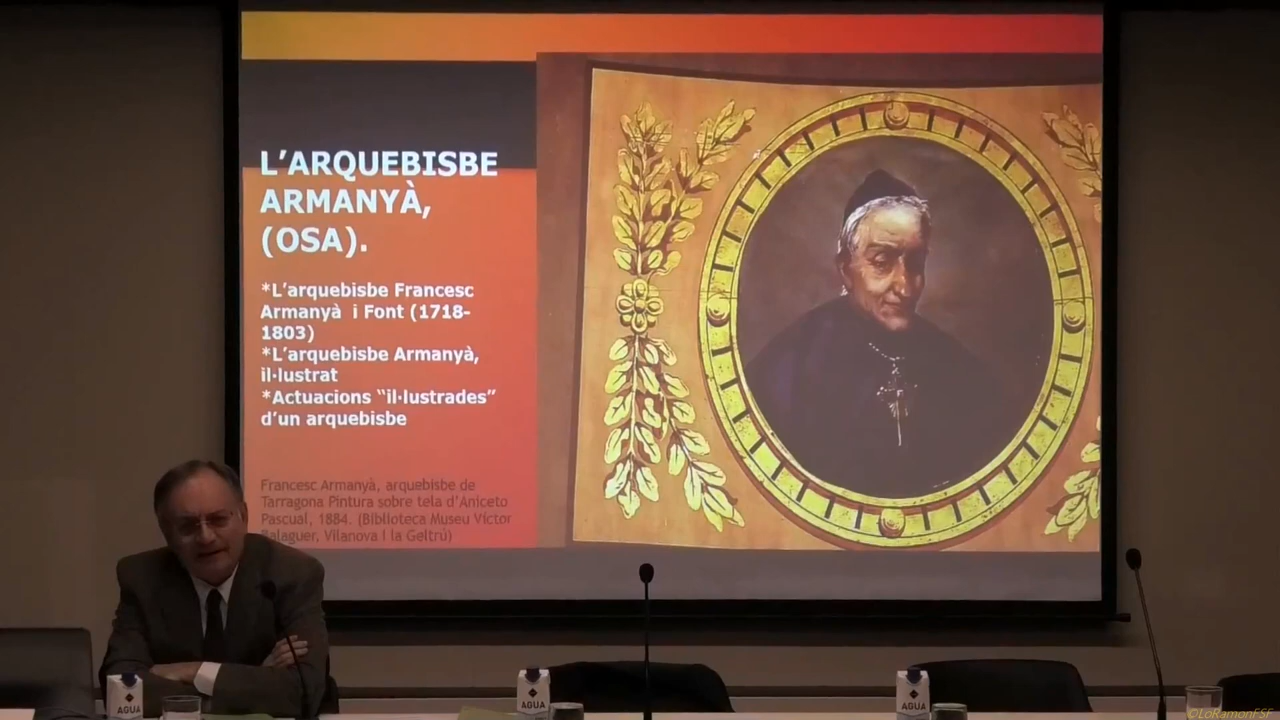 L'ARQUEBISBE
ARMANYÀ,
(OSA).
*L'arquebisbe Francesc
Armanyà i Font (1718-
1803)
*L'arquebisbe Armanyà,
il·lustrat
*Actuacions "il·lustrades"
d'un arquebisbe
Francesc Armanyà, arquebisbe de
Tarragona Pintura sobre tela d'Aniceto
Pascual, 1884. (Biblioteca Museu Víctor
Balaguer, Vilanova i la Geltrú)
AGUA
AGUA
AGUA
©LoRamonFSF